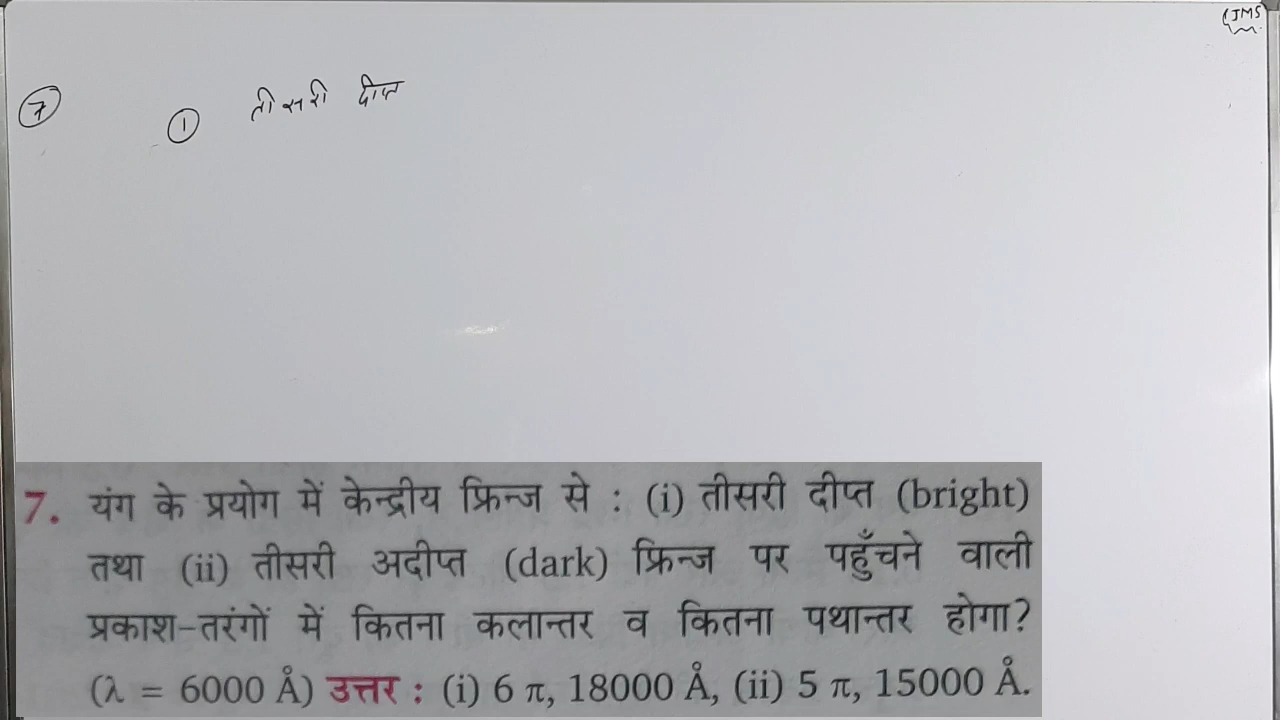 (JMS
7
1 तीसरी दीप्त
7. यंग के प्रयोग में केन्द्रीय फ्रिन्ज से : (i) तीसरी दीप्त (bright)
तथा (ii) तीसरी अदीप्त (dark) फ्रिन्ज पर पहुँचने वाली
प्रकाश-तरंगों में कितना कलान्तर व कितना पथान्तर होगा?
(λ = 6000 Å) उत्तर : (i) 6 π, 18000 Å, (ii) 5 π, 15000 Å.